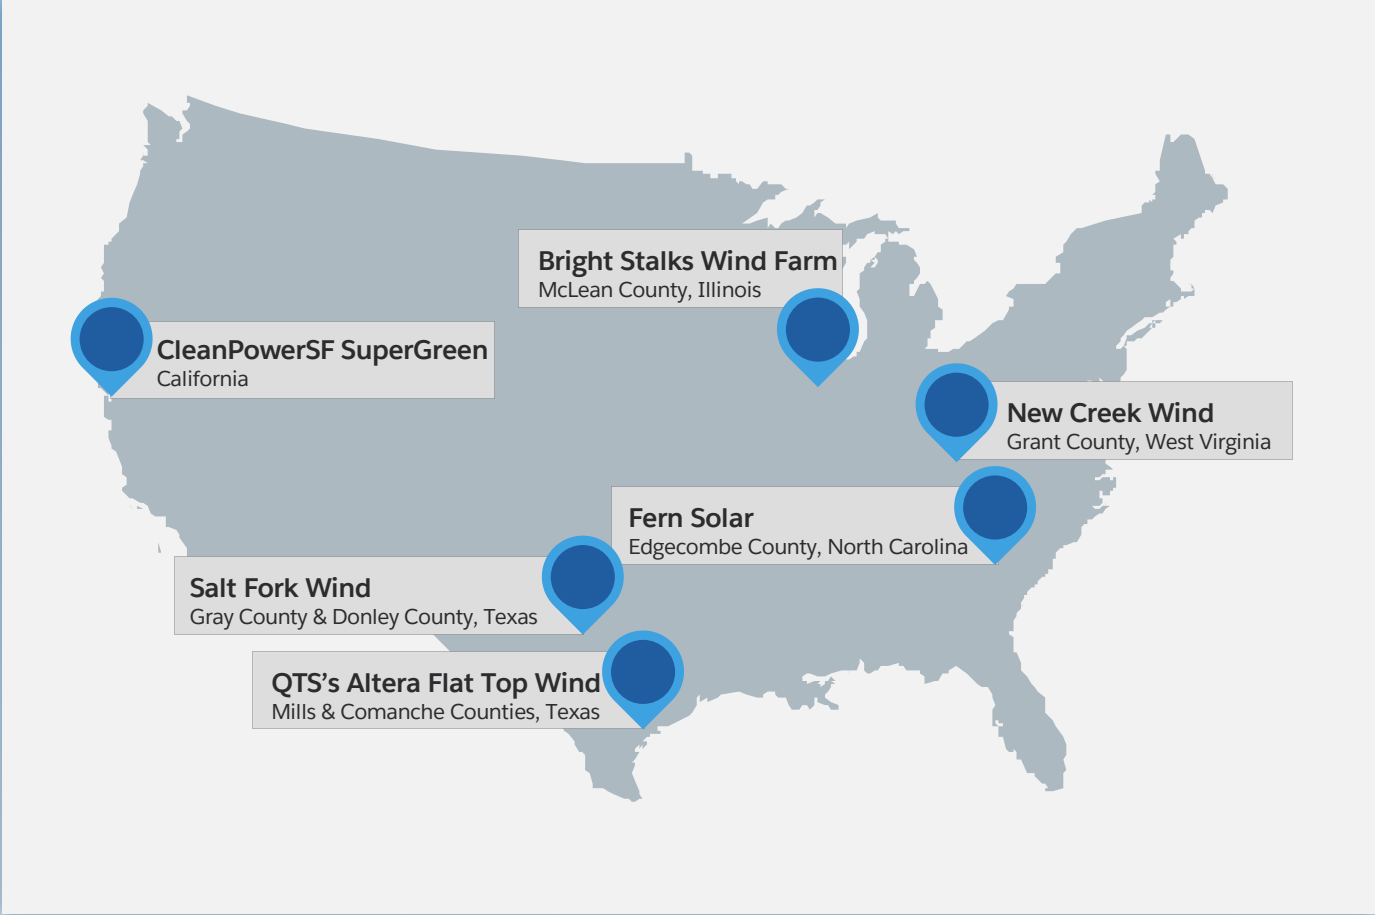 Bright Stalks Wind Farm
McLean County, Illinois
CleanPowerSF SuperGreen
California
New Creek Wind
Grant County, West Virginia
Fern Solar
Edgecombe County, North Carolina
Salt Fork Wind
Gray County & Donley County, Texas
QTS’s Altera Flat Top Wind
Mills & Comanche Counties, Texas